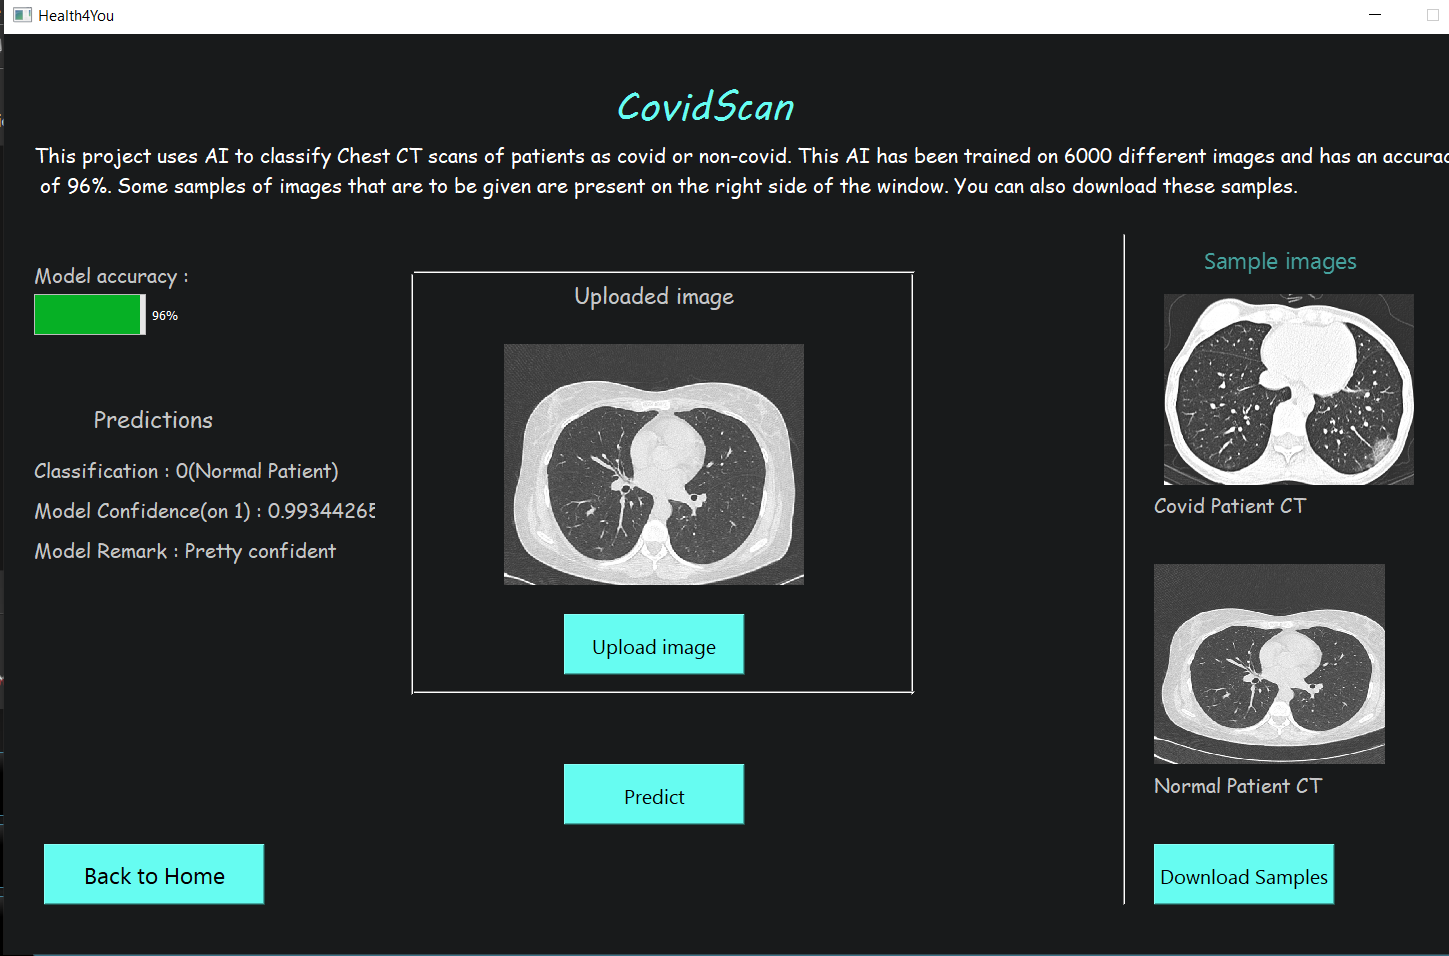 Health4You
CovidScan
This project uses AI to classify Chest CT scans of patients as covid or non-covid. This AI has been trained on 6000 different images and has an accurac
of 96%. Some samples of images that are to be given are present on the right side of the window. You can also download these samples.
Model accuracy :
96%
Predictions
Classification : 0(Normal Patient)
Model Confidence(on 1) : 0.99344265
Model Remark : Pretty confident
Uploaded image
Upload image
Predict
Back to Home
Sample images
Covid Patient CT
Normal Patient CT
Download Samples